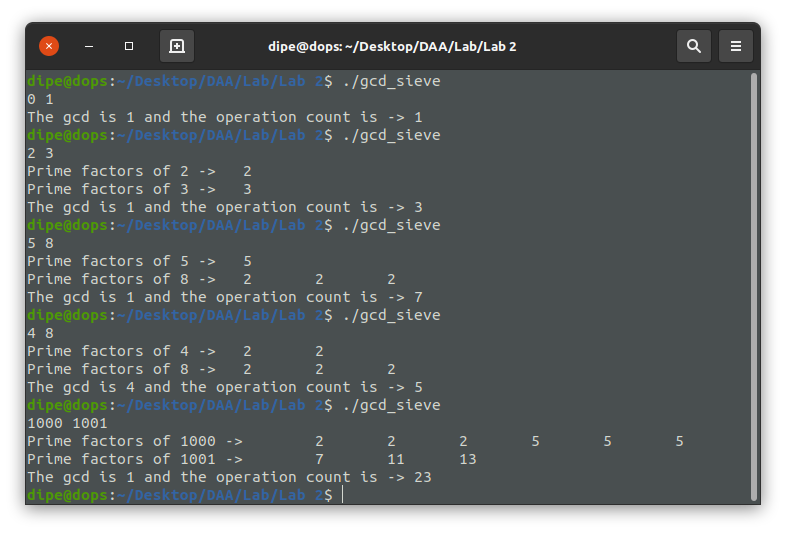 dipe@dops: ~/Desktop/DAA/Lab/Lab 2
dipe@dops:~/Desktop/DAA/Lab/Lab 2$ ./gcd_sieve
0 1
The gcd is 1 and the operation count is -> 1
dipe@dops:~/Desktop/DAA/Lab/Lab 2$ ./gcd_sieve
2 3
Prime factors of 2 ->   2
Prime factors of 3 ->   3
The gcd is 1 and the operation count is -> 3
dipe@dops:~/Desktop/DAA/Lab/Lab 2$ ./gcd_sieve
5 8
Prime factors of 5 ->   5
Prime factors of 8 ->   2       2       2
The gcd is 1 and the operation count is -> 7
dipe@dops:~/Desktop/DAA/Lab/Lab 2$ ./gcd_sieve
4 8
Prime factors of 4 ->   2       2
Prime factors of 8 ->   2       2       2
The gcd is 4 and the operation count is -> 5
dipe@dops:~/Desktop/DAA/Lab/Lab 2$ ./gcd_sieve
1000 1001
Prime factors of 1000 ->        2       2       2       5       5       5
Prime factors of 1001 ->        7       11      13
The gcd is 1 and the operation count is -> 23
dipe@dops:~/Desktop/DAA/Lab/Lab 2$